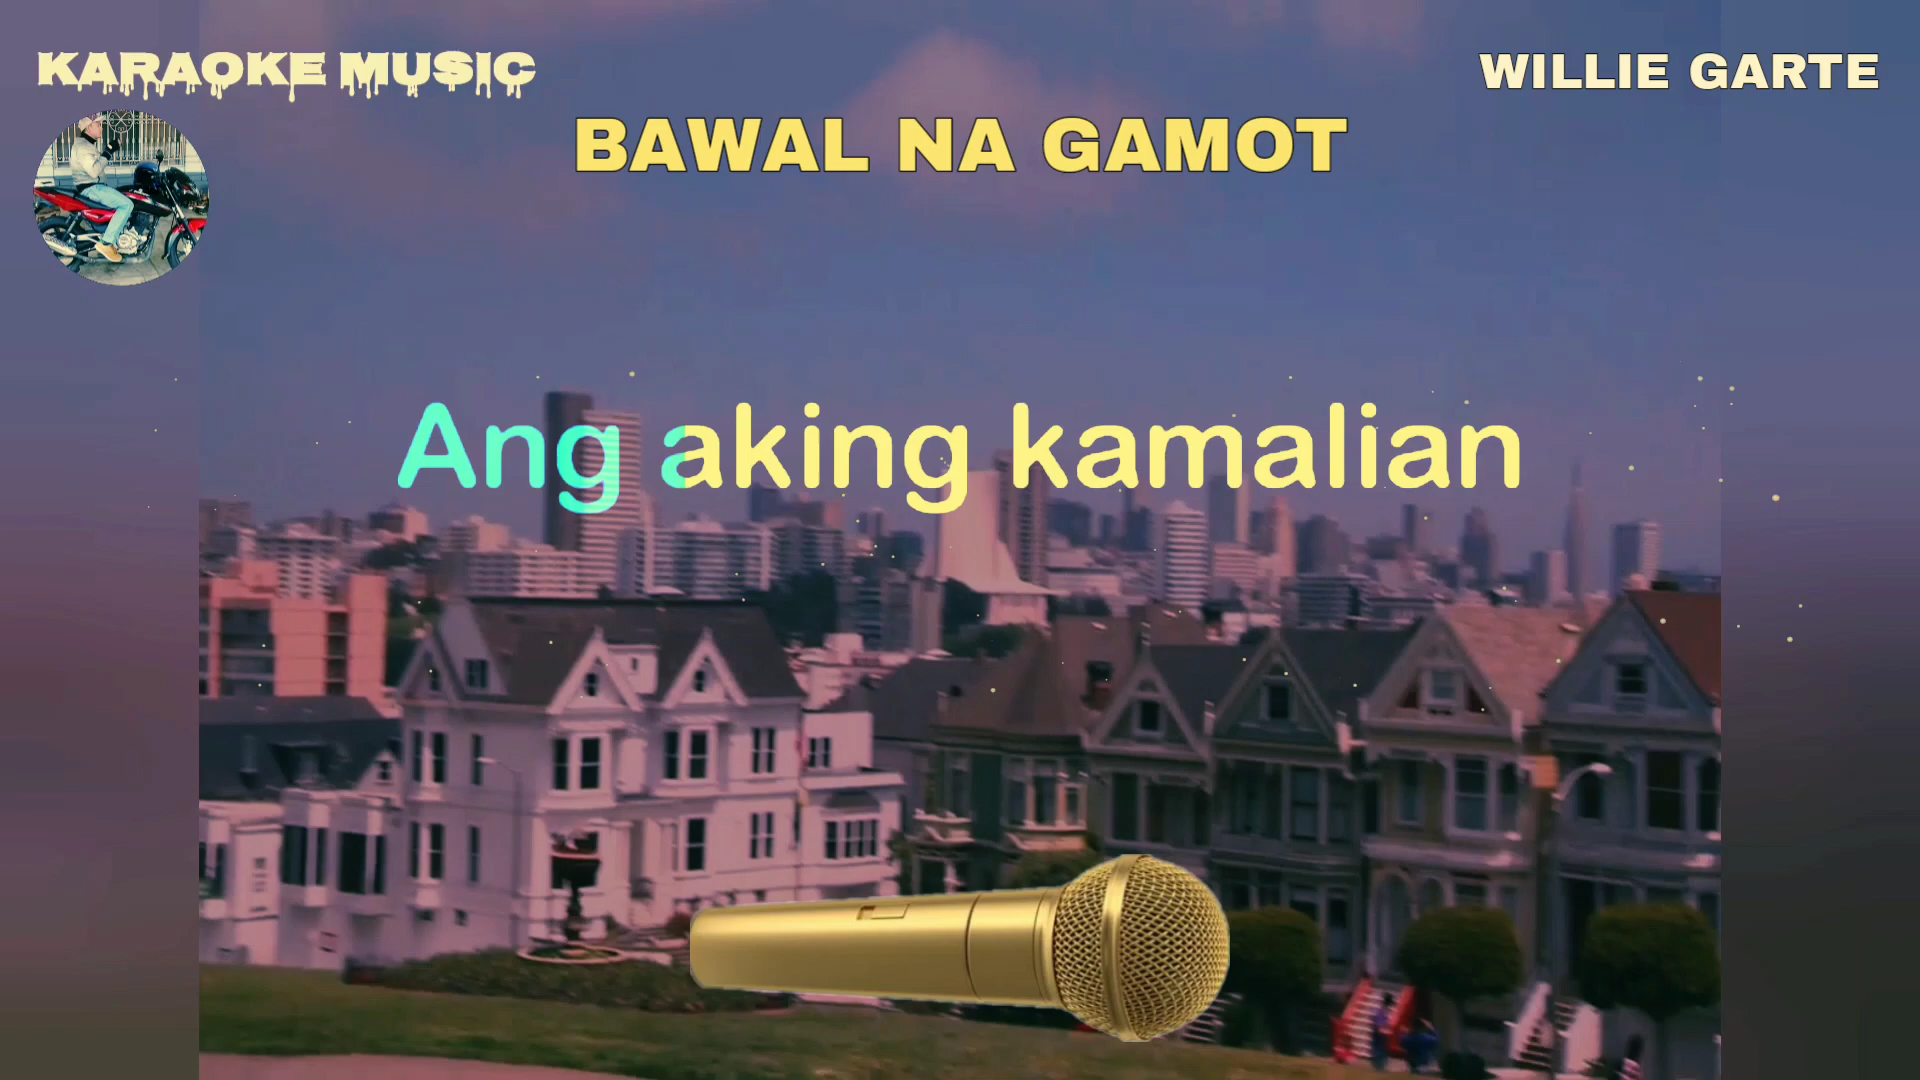 KARAOKE MUSIC
WILLIE GARTE
BAWAL NA GAMOT
Ang aking kamalian